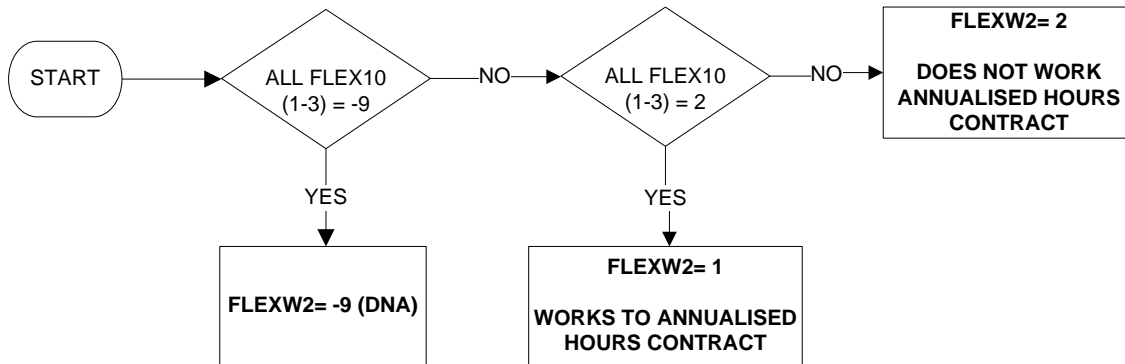 START
ALL FLEX10
(1-3) = -9
NO
ALL FLEX10
(1-3) = 2
NO
FLEXW2= 2
DOES NOT WORK
ANNUALISED HOURS
CONTRACT
YES
YES
FLEXW2= -9 (DNA)
FLEXW2= 1
WORKS TO ANNUALISED
HOURS CONTRACT